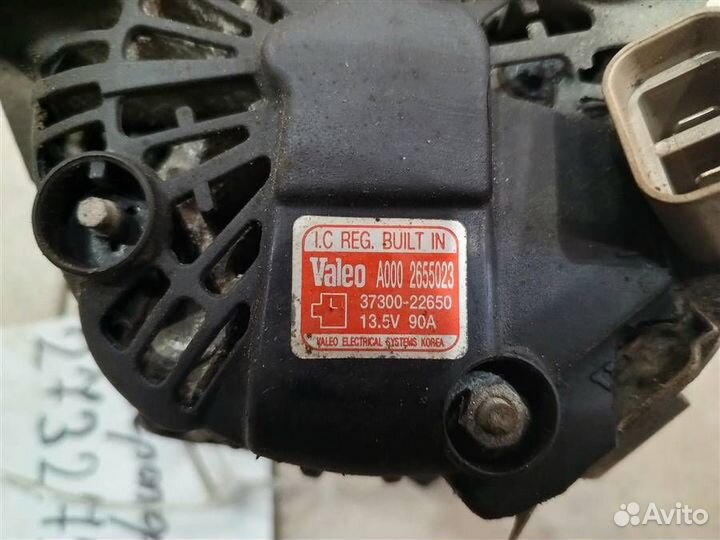 I.C REG. BUILT IN
Valeo A000 2655023
L 37300-22650
13.5V 90A
VALEO ELECTRICAL SYSTEMS KOREA
Avito